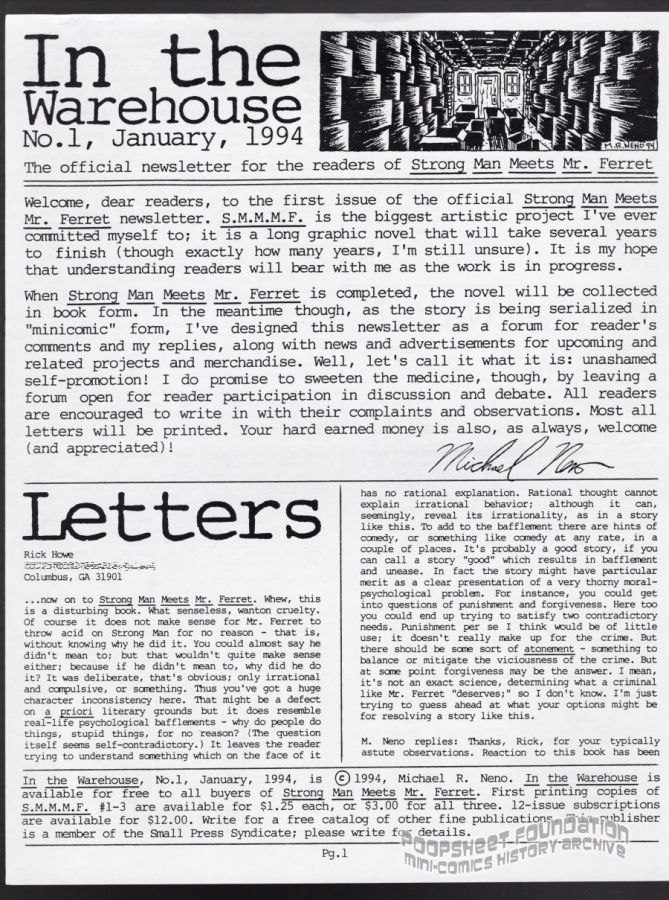 In the
Warehouse
No.1, January, 1994
M.R.NENO 94
The official newsletter for the readers of Strong Man Meets Mr. Ferret
Welcome, dear readers, to the first issue of the official Strong Man Meets
Mr. Ferret newsletter. S.M.M.M.F. is the biggest artistic project I've ever
committed myself to; it is a long graphic novel that will take several years
to finish (though exactly how many years, I'm still unsure). It is my hope
that understanding readers will bear with me as the work is in progress.
When Strong Man Meets Mr. Ferret is completed, the novel will be collected
in book form. In the meantime though, as the story is being serialized in
"minicomic" form, I've designed this newsletter as a forum for reader's
comments and my replies, along with news and advertisements for upcoming and
related projects and merchandise. Well, let's call it what it is: unashamed
self-promotion! I do promise to sweeten the medicine, though, by leaving a
forum open for reader participation in discussion and debate. All readers
are encouraged to write in with their complaints and observations. Most all
letters will be printed. Your hard earned money is also, as always, welcome
(and appreciated)!
Michael Neno
Letters
Rick Howe
Columbus, GA 31901
...now on to Strong Man Meets Mr. Ferret. Whew, this
is a disturbing book. What senseless, wanton cruelty.
Of course it does not make sense for Mr. Ferret to
throw acid on Strong Man for no reason - that is,
without knowing why he did it. You could almost say he
didn't mean to; but that wouldn't quite make sense
either; because if he didn't mean to, why did he do
it? It was deliberate, that's obvious; only irrational
and compulsive, or something. Thus you've got a huge
character inconsistency here. That might be a defect
on a priori literary grounds but it does resemble
real-life psychological bafflements - why do people do
things, stupid things, for no reason? (The question
itself seems self-contradictory.) It leaves the reader
trying to understand something which on the face of it
has no rational explanation. Rational thought cannot
explain irrational behavior; although it can,
seemingly, reveal its irrationality, as in a story
like this. To add to the bafflement there are hints of
comedy, or something like comedy at any rate, in a
couple of places. It's probably a good story, if you
can call a story "good" which results in bafflement
and unease. In fact the story might have particular
merit as a clear presentation of a very thorny moral-
psychological problem. For instance, you could get
into questions of punishment and forgiveness. Here too
you could end up trying to satisfy two contradictory
needs. Punishment per se I think would be of little
use; it doesn't really make up for the crime. But
there should be some sort of atonement - something to
balance or mitigate the viciousness of the crime. But
at some point forgiveness may be the answer. I mean,
it's not an exact science, determining what a criminal
like Mr. Ferret "deserves;" so I don't know. I'm just
trying to guess ahead at what your options might be
for resolving a story like this.
M. Neno replies: Thanks, Rick, for your typically
astute observations. Reaction to this book has been
In the Warehouse, No.1, January, 1994, is © 1994, Michael R. Neno. In the Warehouse is
available for free to all buyers of Strong Man Meets Mr. Ferret. First printing copies of
S.M.M.M.F. #1-3 are available for $1.25 each, or $3.00 for all three. 12-issue subscriptions
are available for $12.00. Write for a free catalog of other fine publications. This publisher
is a member of the Small Press Syndicate; please write for details.
Pg.1
POOPSHEET FOUNDATION
MINI-COMICS HISTORY ARCHIVE